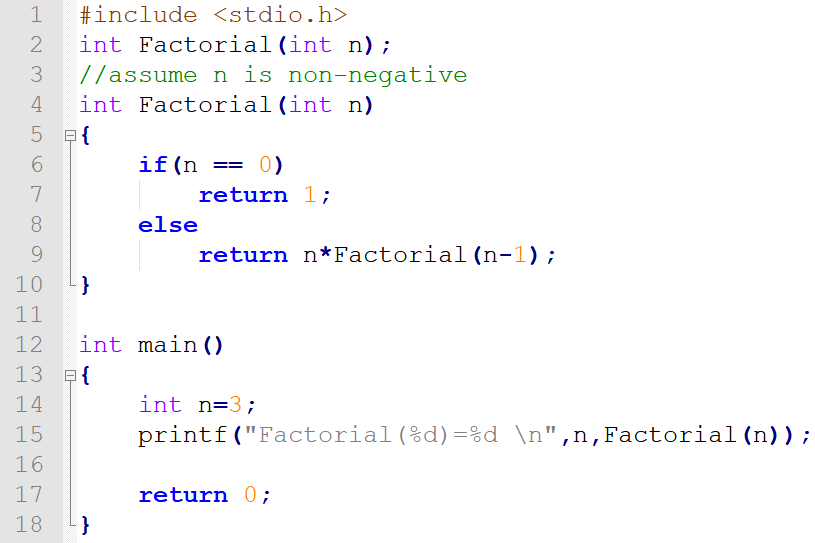 1 #include <stdio.h>
2 int Factorial(int n);
3 //assume n is non-negative
4 int Factorial(int n)
5 {
6     if(n == 0)
7         return 1;
8     else
9         return n*Factorial(n-1);
10 }
11
12 int main()
13 {
14     int n=3;
15     printf("Factorial(%d)=%d \n",n,Factorial(n));
16
17     return 0;
18 }